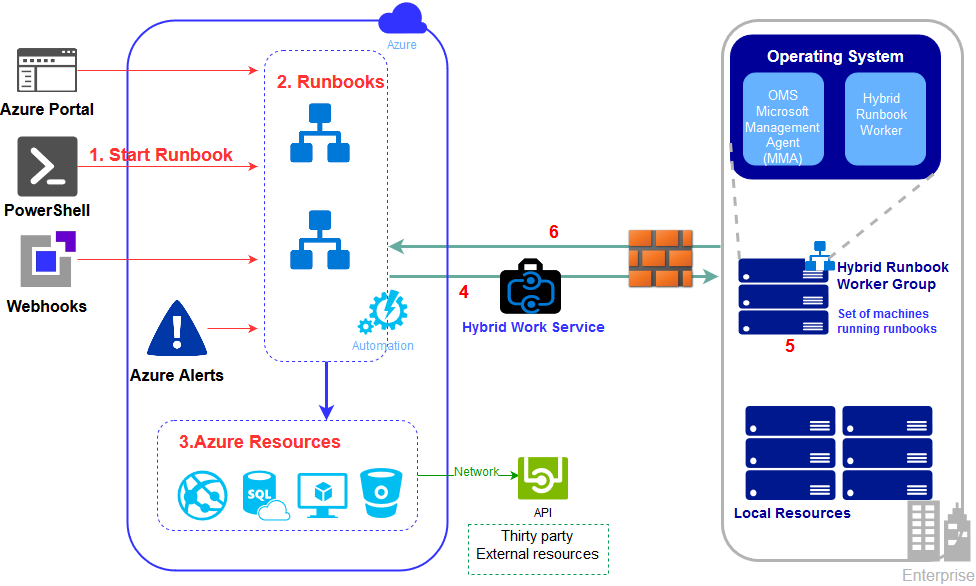 Azure
Azure Portal
2. Runbooks
1. Start Runbook
PowerShell
Webhooks
Azure Alerts
Automation
3.Azure Resources
SQL
Network
API
Thirty party
External resources
6
4
Hybrid Work Service
Operating System
OMS
Microsoft
Management
Agent
(MMA)
Hybrid
Runbook
Worker
Hybrid Runbook
Worker Group
Set of machines
running runbooks
5
Local Resources
Enterprise